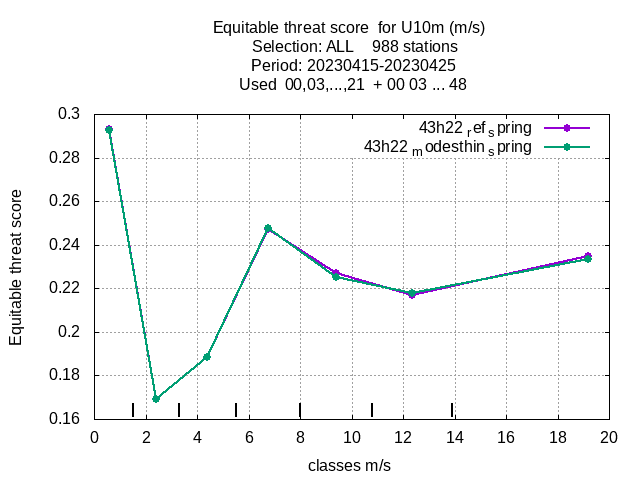 Equitable threat score  for U10m (m/s)
Selection: ALL    988 stations
Period: 20230415-20230425
Used  00,03,...,21  + 00 03 ... 48
43h22 ref spring
43h22 modesthin spring
Equitable threat score
0.3
0.28
0.26
0.24
0.22
0.2
0.18
0.16
0 2 4 6 8 10 12 14 16 18 20
classes m/s